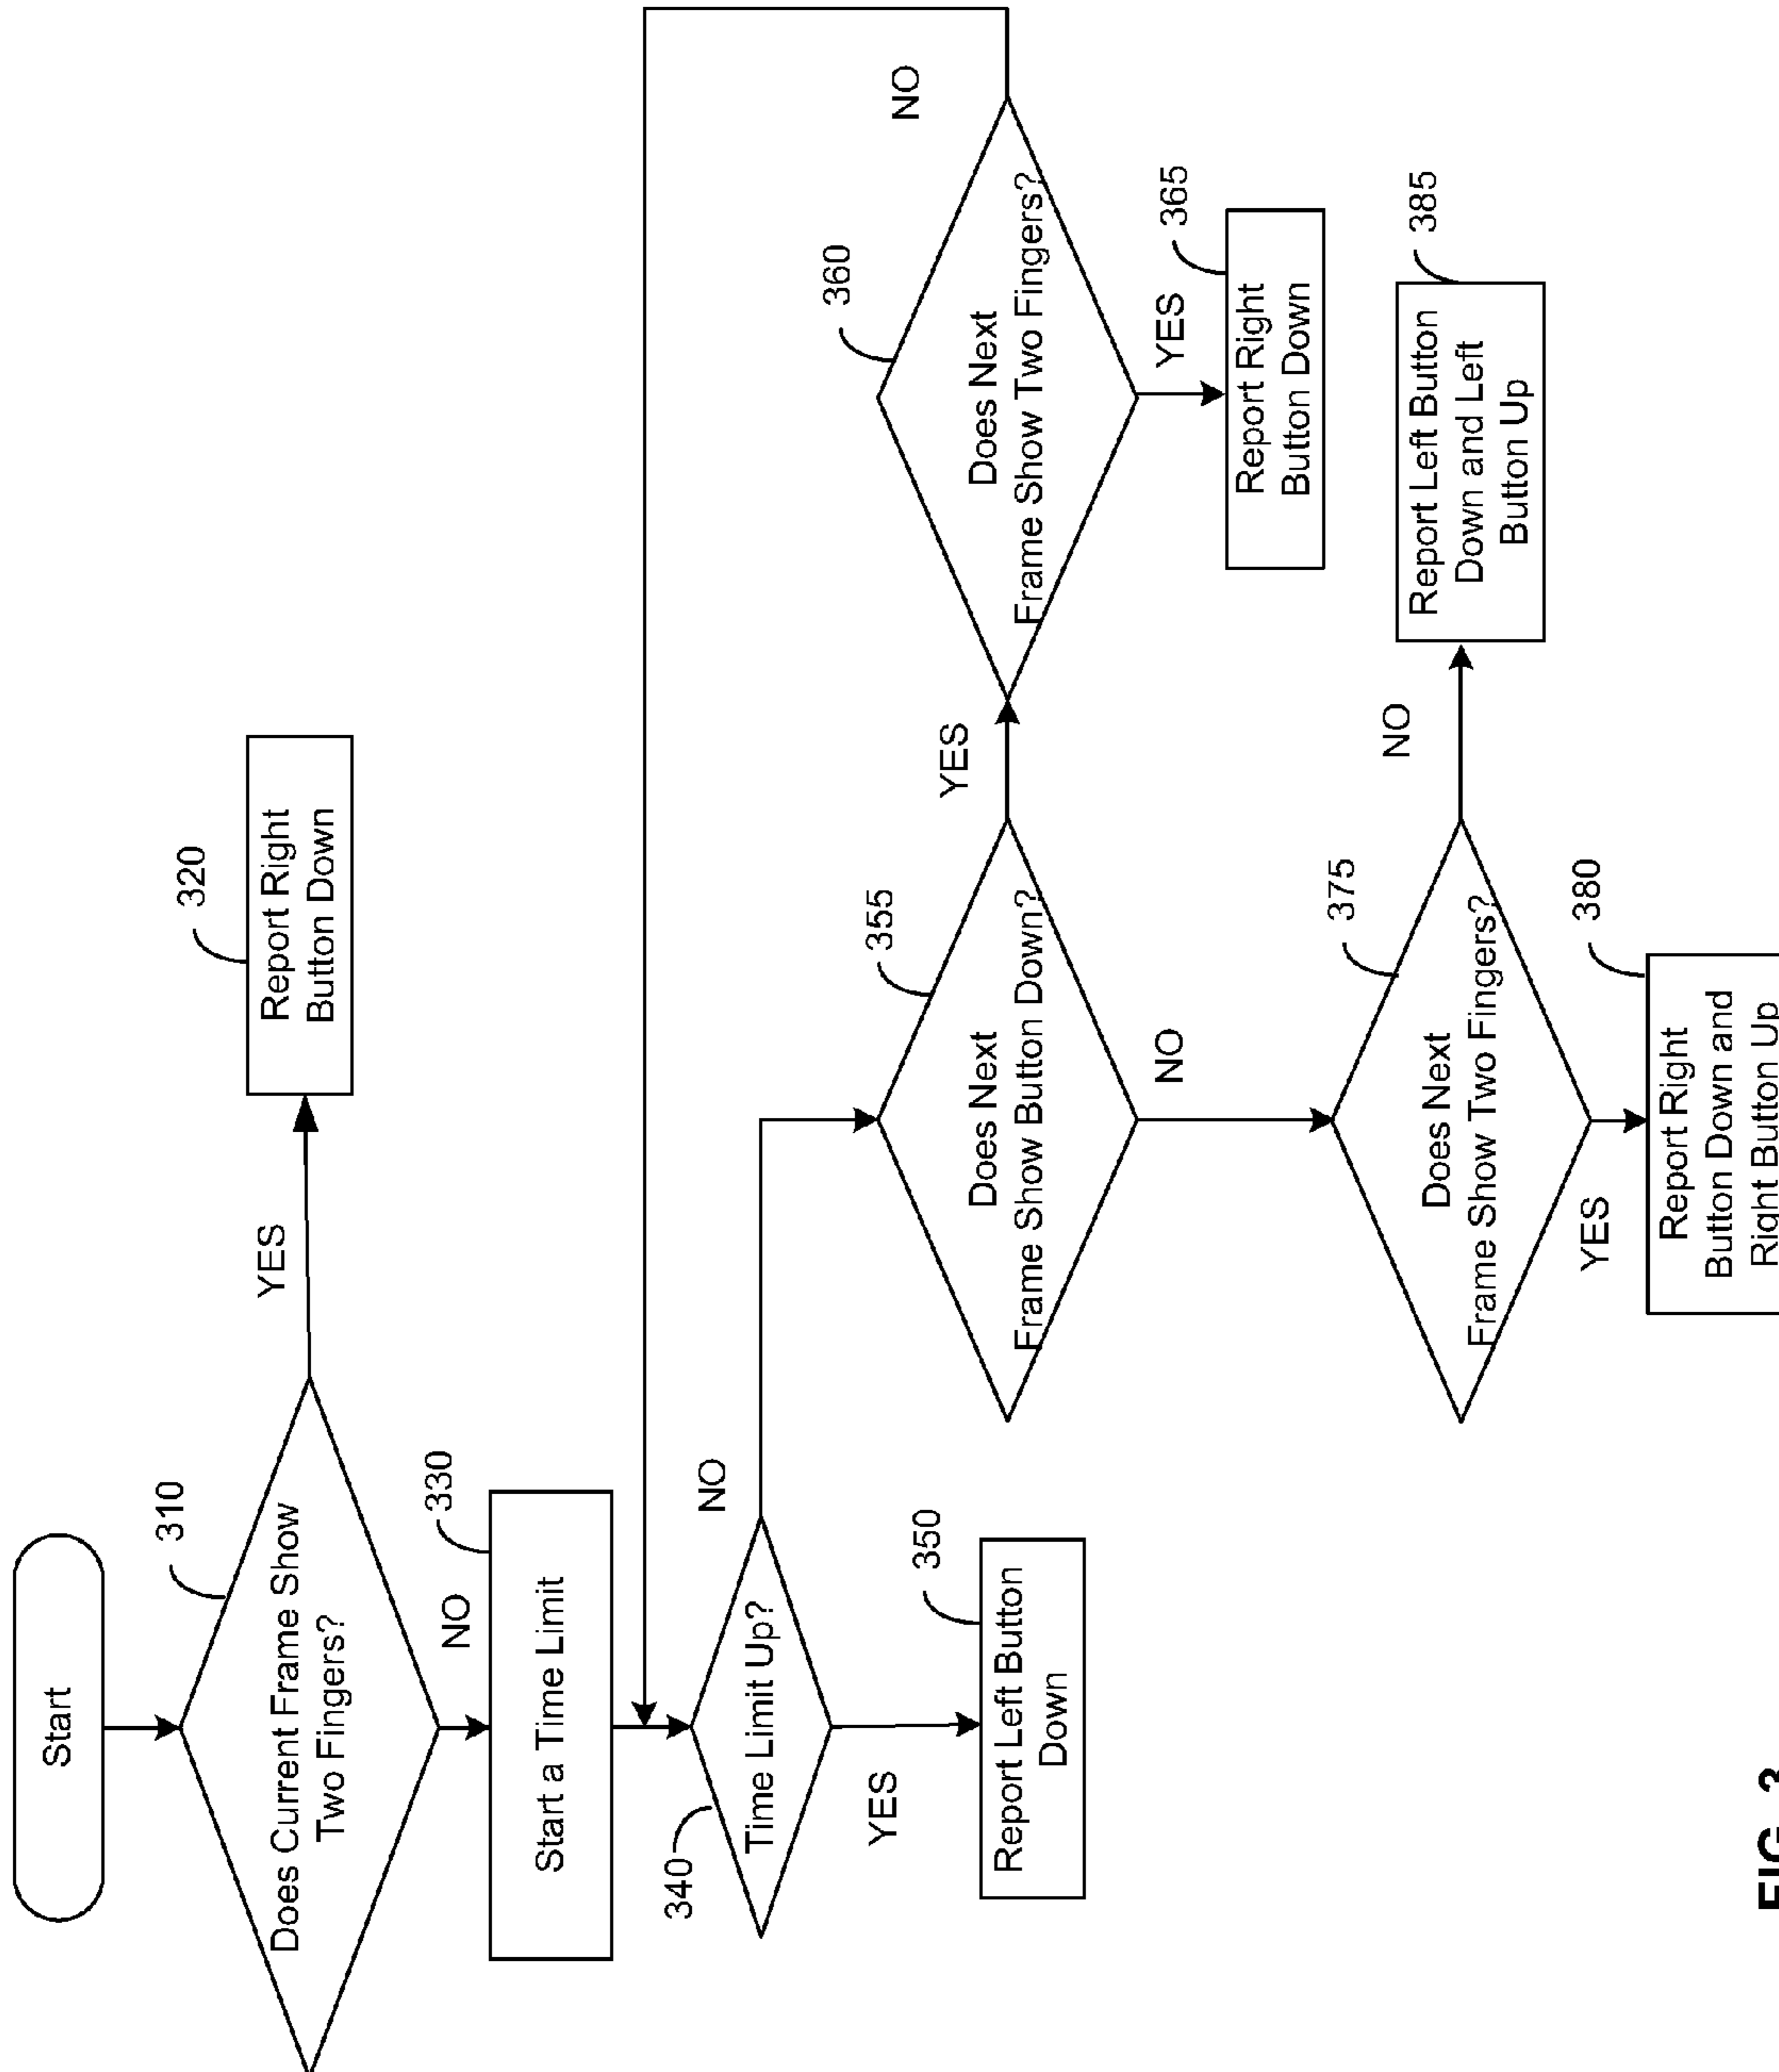 Start
310
Does Current Frame Show
Two Fingers?
YES
320
Report Right
Button Down
NO
330
Start a Time Limit
340
Time Limit Up?
NO
YES
350
Report Left Button
Down
355
Does Next
Frame Show Button Down?
YES
360
Does Next
Frame Show Two Fingers?
NO
YES
365
Report Right
Button Down
NO
375
Does Next
Frame Show Two Fingers?
NO
385
Report Left Button
Down and Left
Button Up
YES
380
Report Right
Button Down and
Right Button Up
FIG. 3